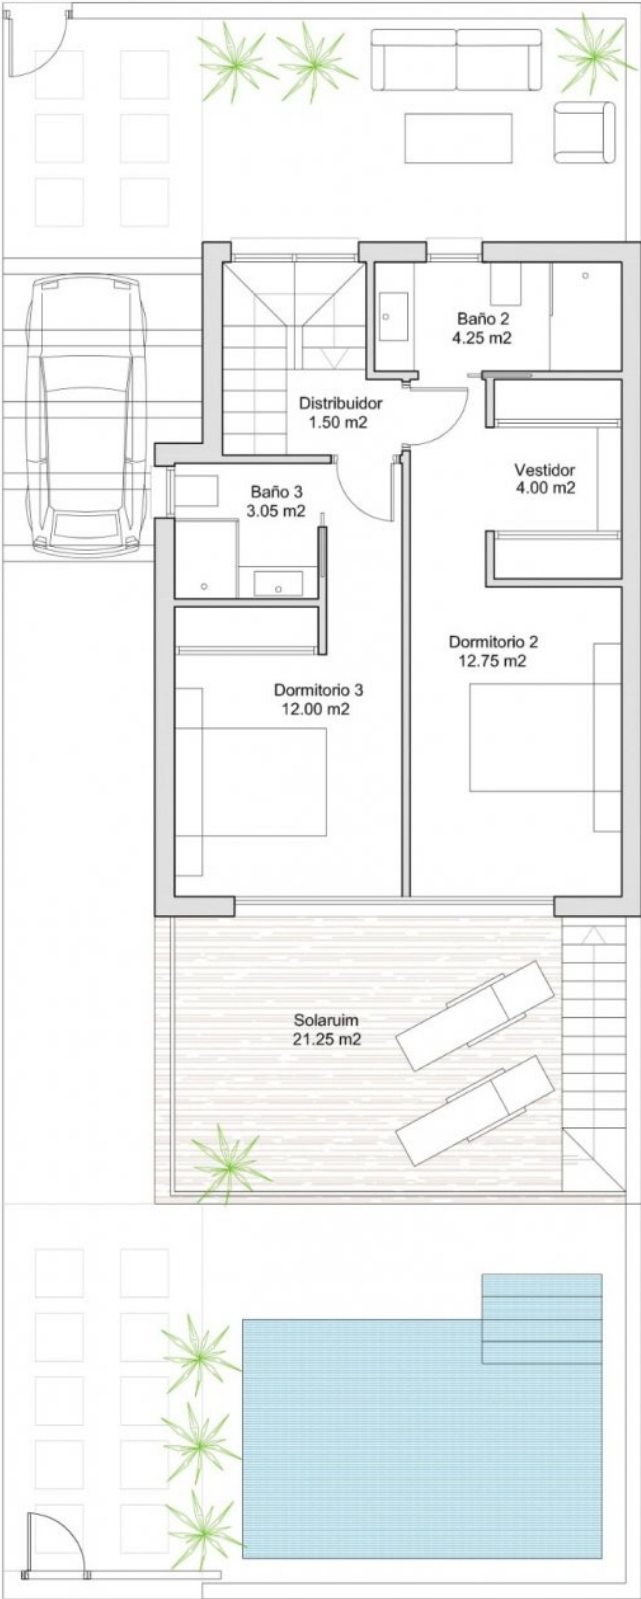 Baño 2
4.25 m2
Distribuidor
1.50 m2
Vestidor
4.00 m2
Baño 3
3.05 m2
Dormitorio 2
12.75 m2
Dormitorio 3
12.00 m2
Solaruim
21.25 m2